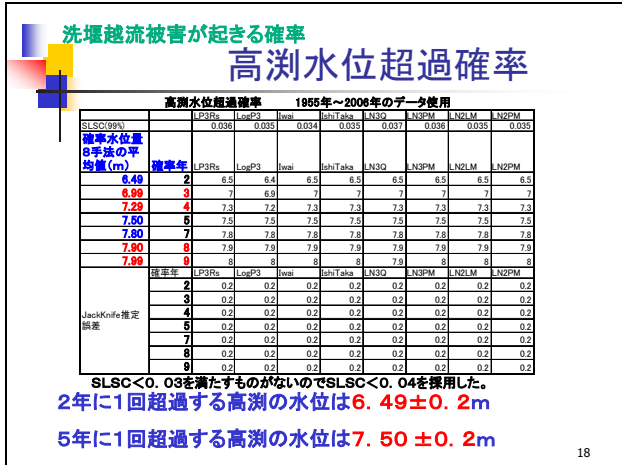 洗堰越流被害が起きる確率
高渕水位超過確率
高渕水位超過確率 1955年～2006年のデータ使用
LP3Rs LogP3 Iwai IshiTaka LN3Q LN3PM LN2LM LN2PM
SLSC(99%) 0.036 0.035 0.034 0.035 0.037 0.036 0.035 0.035
確率水位量
8手法の平
均値(m) 確率年 LP3Rs LogP3 Iwai IshiTaka LN3Q LN3PM LN2LM LN2PM
6.49 2 6.5 6.4 6.5 6.5 6.5 6.5 6.5 6.5
6.99 3 7 6.9 7 7 7 7 7 7
7.29 4 7.3 7.2 7.3 7.3 7.3 7.3 7.3 7.3
7.50 5 7.5 7.5 7.5 7.5 7.5 7.5 7.5 7.5
7.80 7 7.8 7.8 7.8 7.8 7.8 7.8 7.8 7.8
7.90 8 7.9 7.9 7.9 7.9 7.9 7.9 7.9 7.9
7.99 9 8 8 8 8 7.9 8 8 8
確率年 LP3Rs LogP3 Iwai IshiTaka LN3Q LN3PM LN2LM LN2PM
JackKnife推定
誤差
2 0.2 0.2 0.2 0.2 0.2 0.2 0.2 0.2
3 0.2 0.2 0.2 0.2 0.2 0.2 0.2 0.2
4 0.2 0.2 0.2 0.2 0.2 0.2 0.2 0.2
5 0.2 0.2 0.2 0.2 0.2 0.2 0.2 0.2
7 0.2 0.2 0.2 0.2 0.2 0.2 0.2 0.2
8 0.2 0.2 0.2 0.2 0.2 0.2 0.2 0.2
9 0.2 0.2 0.2 0.2 0.2 0.2 0.2 0.2
SLSC＜0．03を満たすものがないのでSLSC＜0．04を採用した。
2年に1回超過する高渕の水位は6．49±0．2m
5年に1回超過する高渕の水位は7．50±0．2m
18